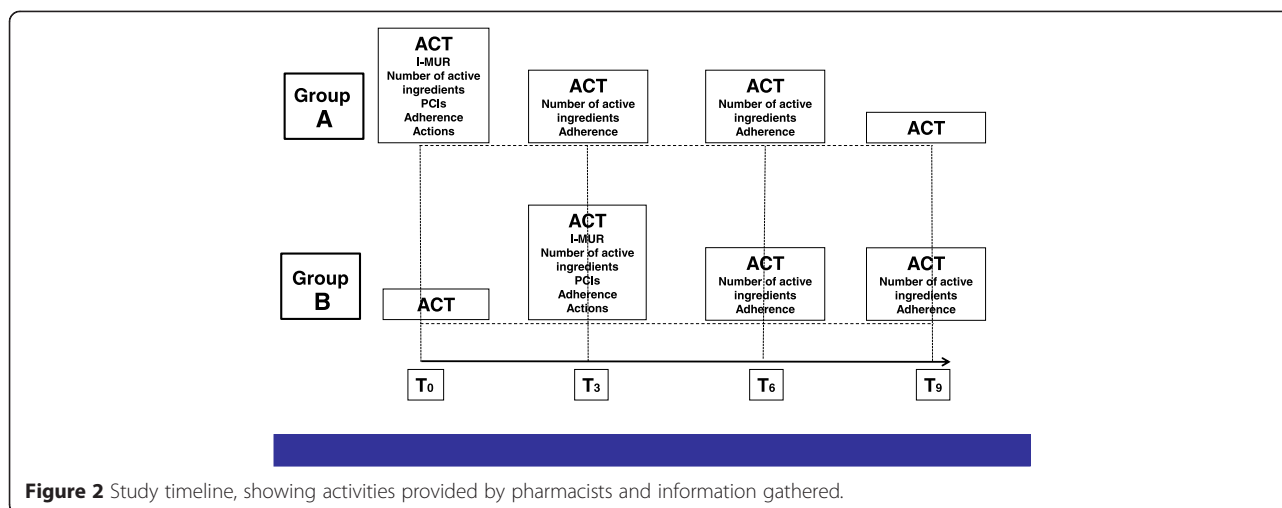 Group
A
ACT
I-MUR
Number of active
ingredients
PCIs
Adherence
Actions
ACT
Number of active
ingredients
Adherence
ACT
Number of active
ingredients
Adherence
ACT
Group
B
ACT
ACT
I-MUR
Number of active
ingredients
PCIs
Adherence
Actions
ACT
Number of active
ingredients
Adherence
ACT
Number of active
ingredients
Adherence
T0
T3
T6
T9
Figure 2 Study timeline, showing activities provided by pharmacists and information gathered.